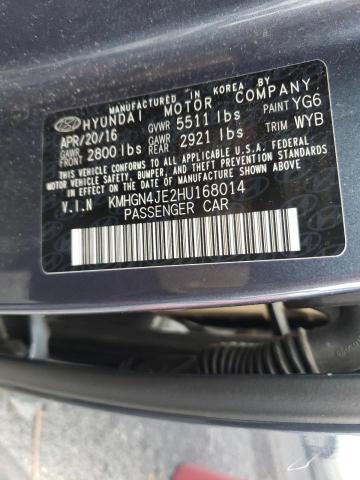 MANUFACTURED IN KOREA BY
HYUNDAI MOTOR COMPANY
APR/20/16 GVWR 5511 lbs PAINT YG6
GAWR FRONT 2800 lbs GAWR REAR 2921 lbs TRIM WYB
THIS VEHICLE CONFORMS TO ALL APPLICABLE U.S.A FEDERAL
MOTOR VEHICLE SAFETY, BUMPER, AND THEFT PREVENTION
STANDARDS IN EFFECT ON THE DATE OF MANUFACTURE SHOWN ABOVE.
V.I.N KMHGN4JE2HU168014
PASSENGER CAR